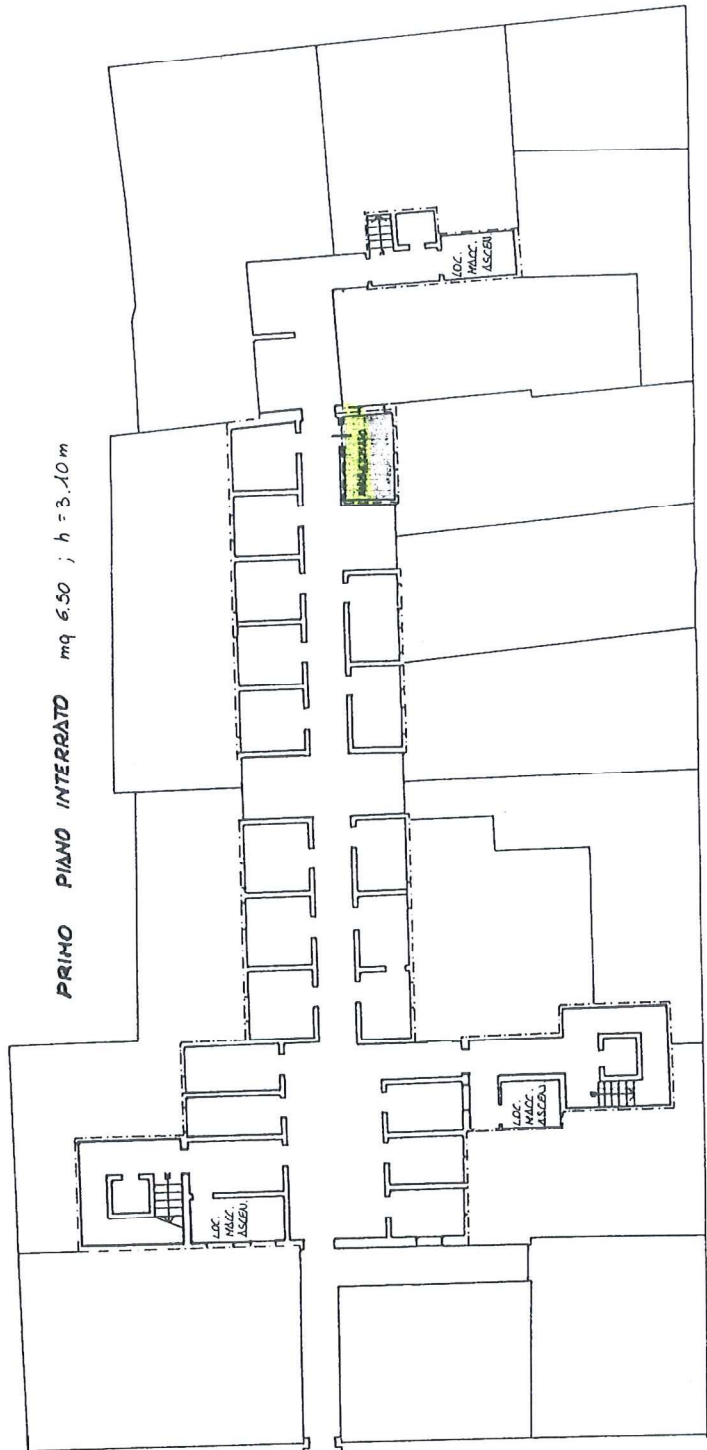 PRIMO PIANO INTERRATO mq 6.50 ; h = 3.10 m
LOC.
MACC.
ASCEN.
LOC.
MACC.
ASCEN.
LOC.
MACC.
ASCEN.